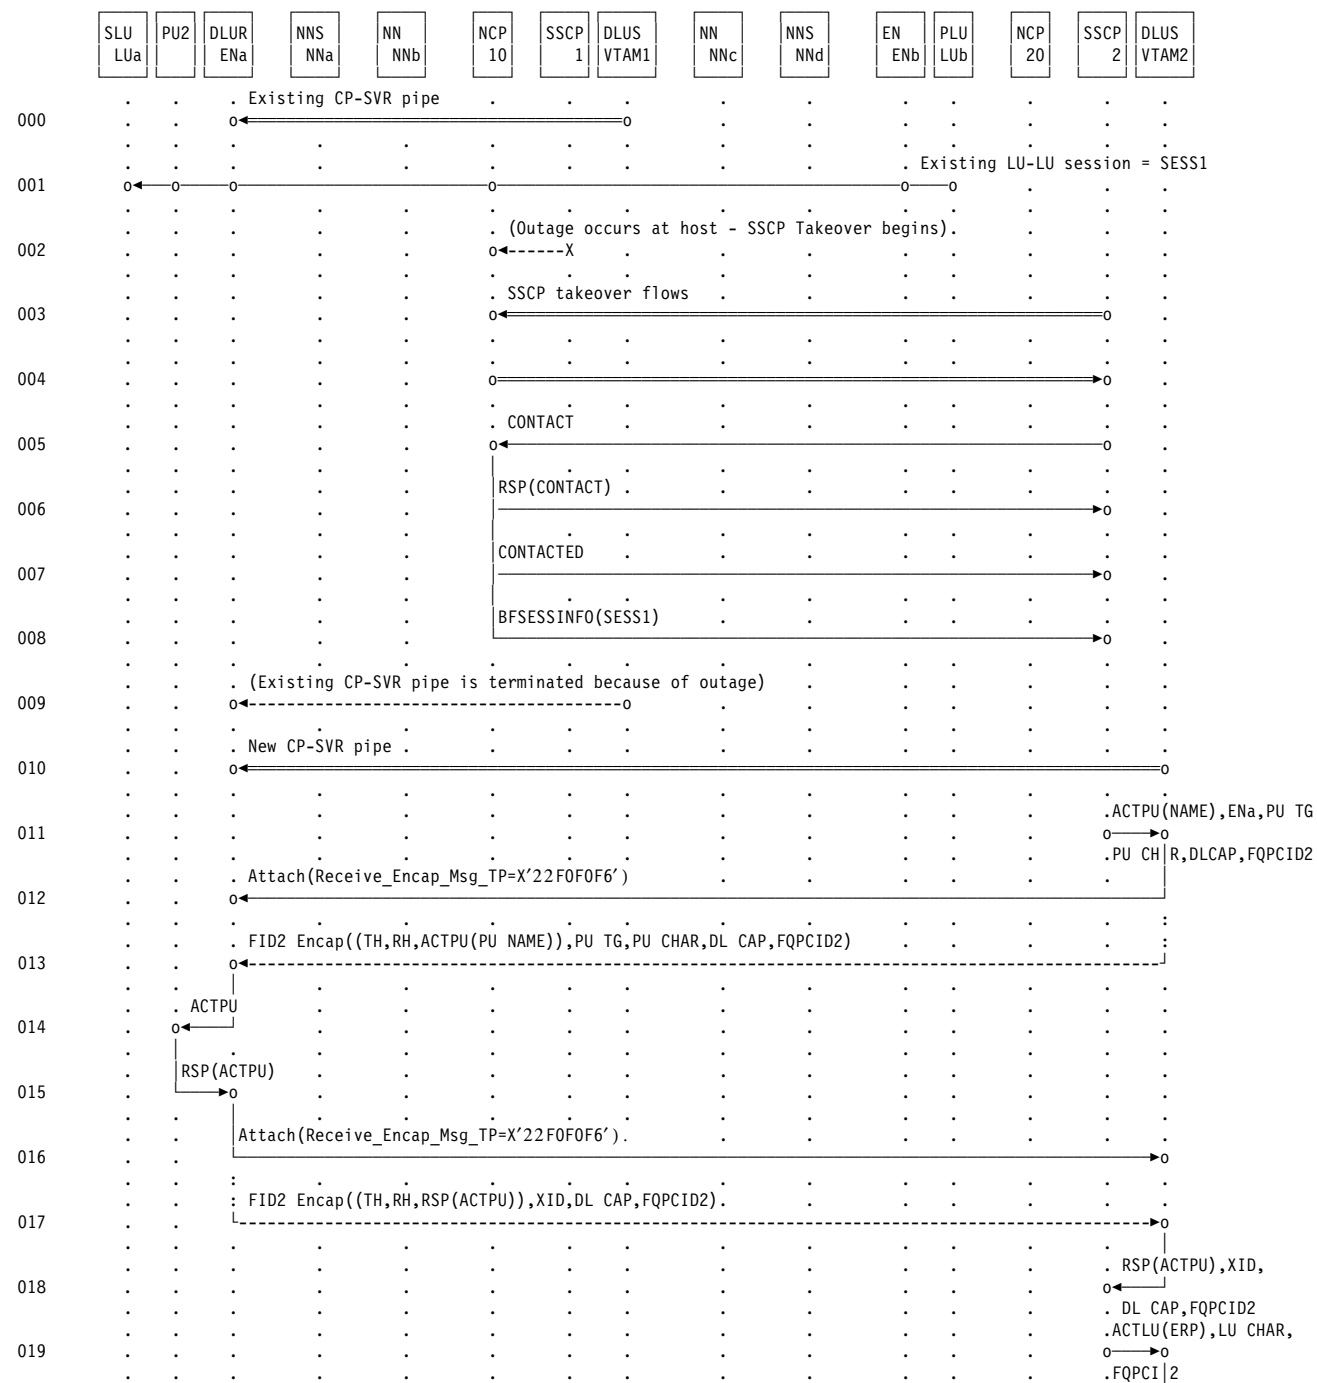 SLU PU2 DLUR NNS NN NCP SSCP DLUS NN NNS EN PLU NCP SSCP DLUS
LUa ENa NNa NNb 10 1 VTAM1 NNc NNd ENb LUb 20 2 VTAM2
Existing CP-SVR pipe
000
Existing LU-LU session = SESS1
001
(Outage occurs at host - SSCP Takeover begins)
002 X
SSCP takeover flows
003
004
CONTACT
005
RSP(CONTACT)
006
CONTACTED
007
BFSESSINFO(SESS1)
008
(Existing CP-SVR pipe is terminated because of outage)
009
New CP-SVR pipe
010
ACTPU(NAME),ENa,PU TG
011
PU CH R,DLCAP,FQPCID2
Attach(Receive_Encap_Msg_TP=X′22F0F0F6′)
012
FID2 Encap((TH,RH,ACTPU(PU NAME)),PU TG,PU CHAR,DL CAP,FQPCID2)
013
ACTPU
014
RSP(ACTPU)
015
Attach(Receive_Encap_Msg_TP=X′22F0F0F6′)
016
FID2 Encap((TH,RH,RSP(ACTPU)),XID,DL CAP,FQPCID2)
017
RSP(ACTPU),XID,
018
DL CAP,FQPCID2
ACTLU(ERP),LU CHAR,
019
FQPCI 2